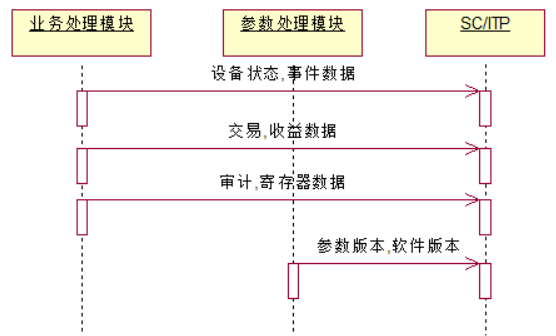 业务处理模块
参数处理模块
SC/ITP
设备状态,事件数据
交易,收益数据
审计,寄存器数据
参数版本,软件版本